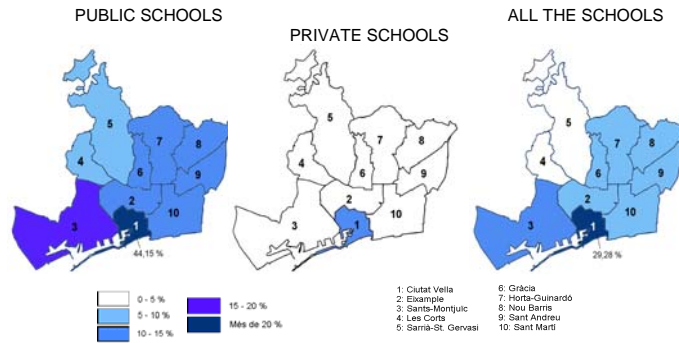 PUBLIC SCHOOLS
PRIVATE SCHOOLS
ALL THE SCHOOLS
5
4
7
8
6
9
2
3
10
1
44,15 %
5
4
7
8
6
9
2
3
10
1
5
4
7
8
6
9
2
3
10
1
29,28 %
0 - 5 %
5 - 10 %
10 - 15 %
15 - 20 %
Més de 20 %
1: Ciutat Vella
2: Eixample
3: Sants-Montjuïc
4: Les Corts
5: Sarrià-St. Gervasi
6: Gràcia
7: Horta-Guinardó
8: Nou Barris
9: Sant Andreu
10: Sant Martí